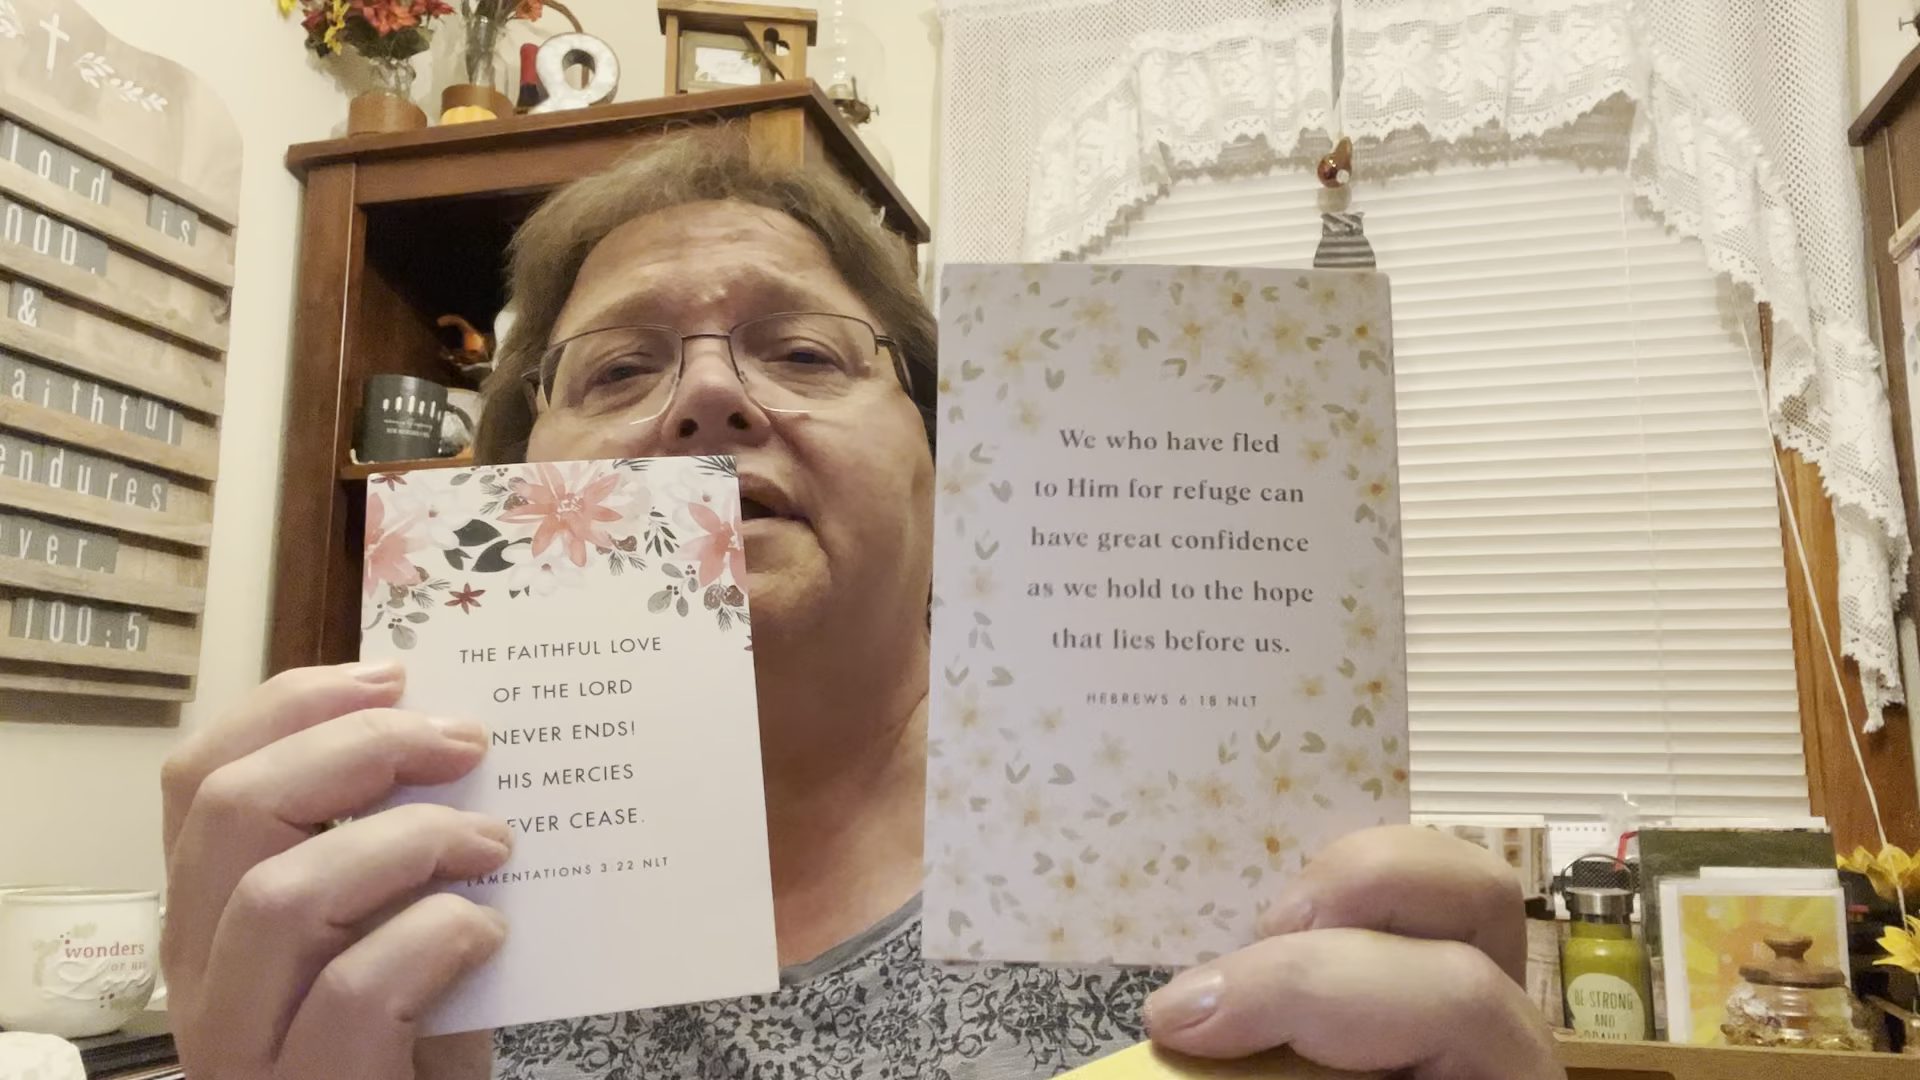 lord is
OOD.
&
aithful
endures
ver.
100:5
THE FAITHFUL LOVE
OF THE LORD
NEVER ENDS!
HIS MERCIES
EVER CEASE.
LAMENTATIONS 3:22 NLT
We who have fled
to Him for refuge can
have great confidence
as we hold to the hope
that lies before us.
HEBREWS 6:18 NLT
wonders
BE STRONG
AND